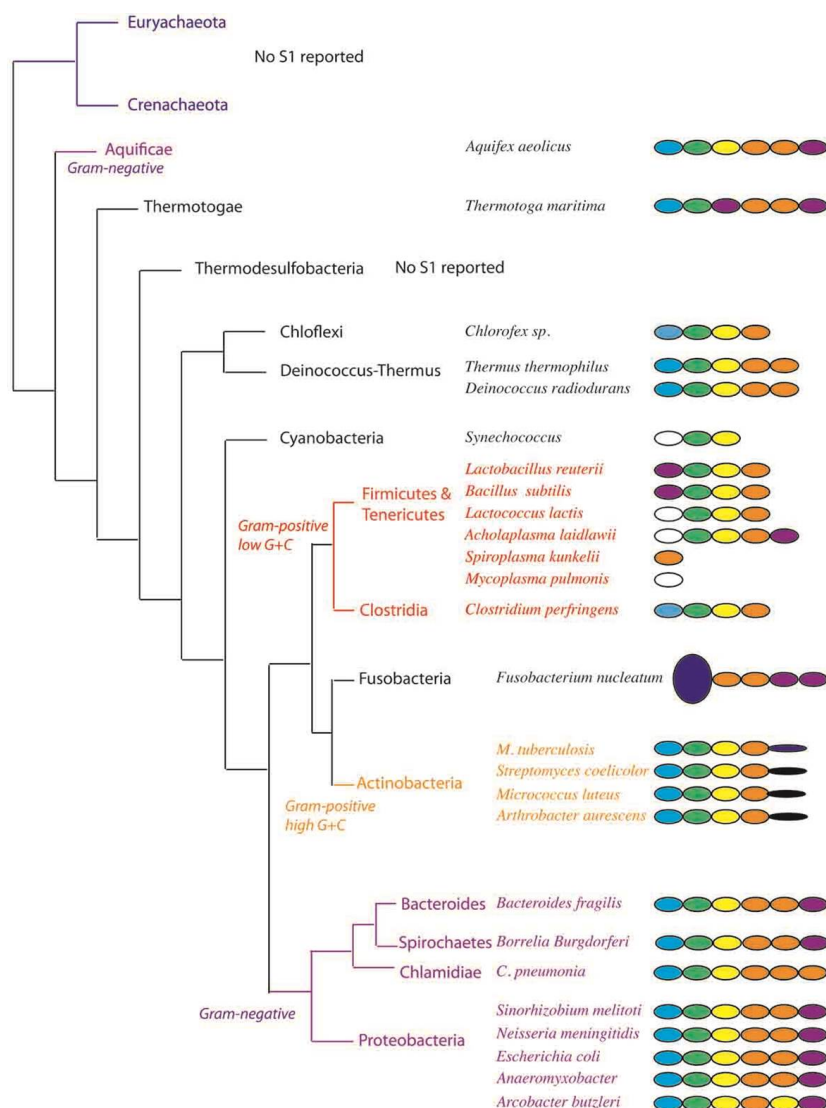 Euryachaeota
No S1 reported
Crenachaeota
Aquificae
Gram-negative
Aquifex aeolicus
Thermotogae
Thermotoga maritima
Thermodesulfobacteria
No S1 reported
Chloflexi
Chlorofex sp.
Deinococcus-Thermus
Thermus thermophilus
Deinococcus radiodurans
Cyanobacteria
Synechococcus
Gram-positive
low G+C
Firmicutes &
Tenericutes
Lactobacillus reuterii
Bacillus subtilis
Lactococcus lactis
Acholaplasma laidlawii
Spiroplasma kunkelii
Mycoplasma pulmonis
Clostridia
Clostridium perfringens
Fusobacteria
Fusobacterium nucleatum
Actinobacteria
Gram-positive
high G+C
M. tuberculosis
Streptomyces coelicolor
Micrococcus luteus
Arthrobacter aurescens
Bacteroides
Bacteroides fragilis
Spirochaetes
Borrelia Burgdorferi
Chlamidiae
C. pneumonia
Gram-negative
Proteobacteria
Sinorhizobium melitoti
Neisseria meningitidis
Escherichia coli
Anaeromyxobacter
Arcobacter butzleri